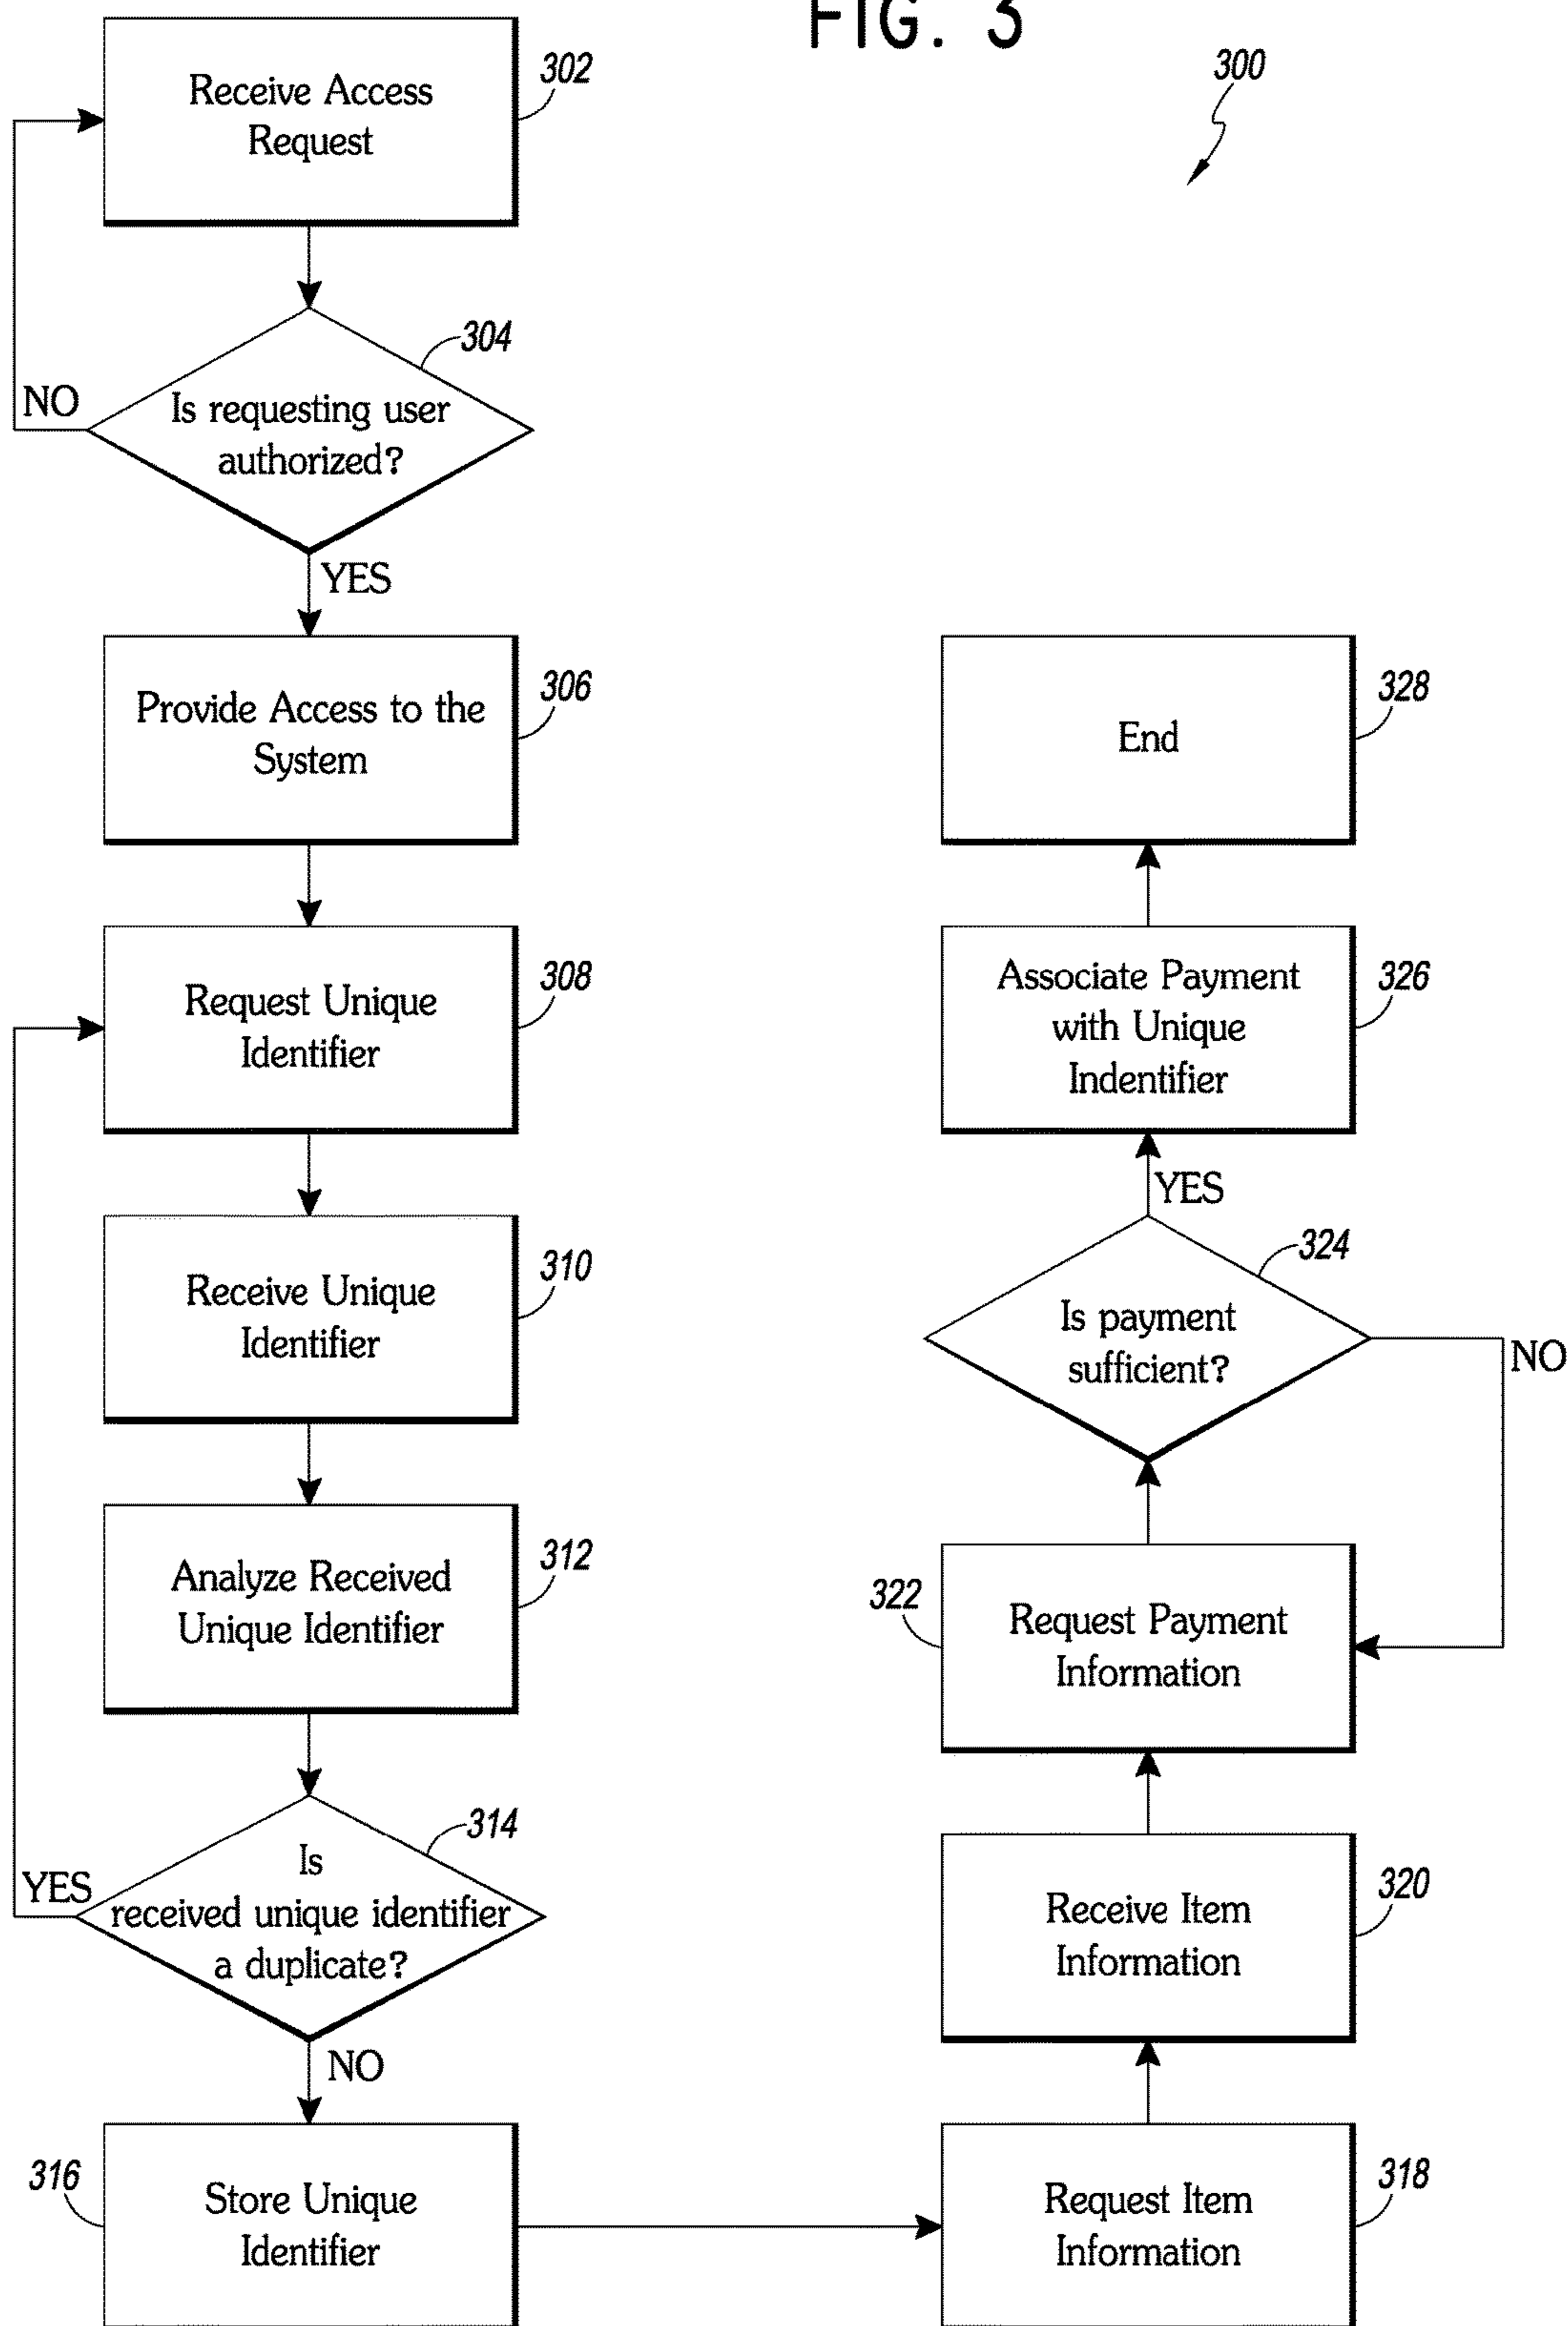 FIG. 3
300
Receive Access
Request
302
Is requesting user
authorized?
304
NO
YES
Provide Access to the
System
306
Request Unique
Identifier
308
Receive Unique
Identifier
310
Analyze Received
Unique Identifier
312
Is
received unique identifier
a duplicate?
314
YES
NO
Store Unique
Identifier
316
Request Item
Information
318
Receive Item
Information
320
Request Payment
Information
322
Is payment
sufficient?
324
NO
YES
Associate Payment
with Unique
Indentifier
326
End
328